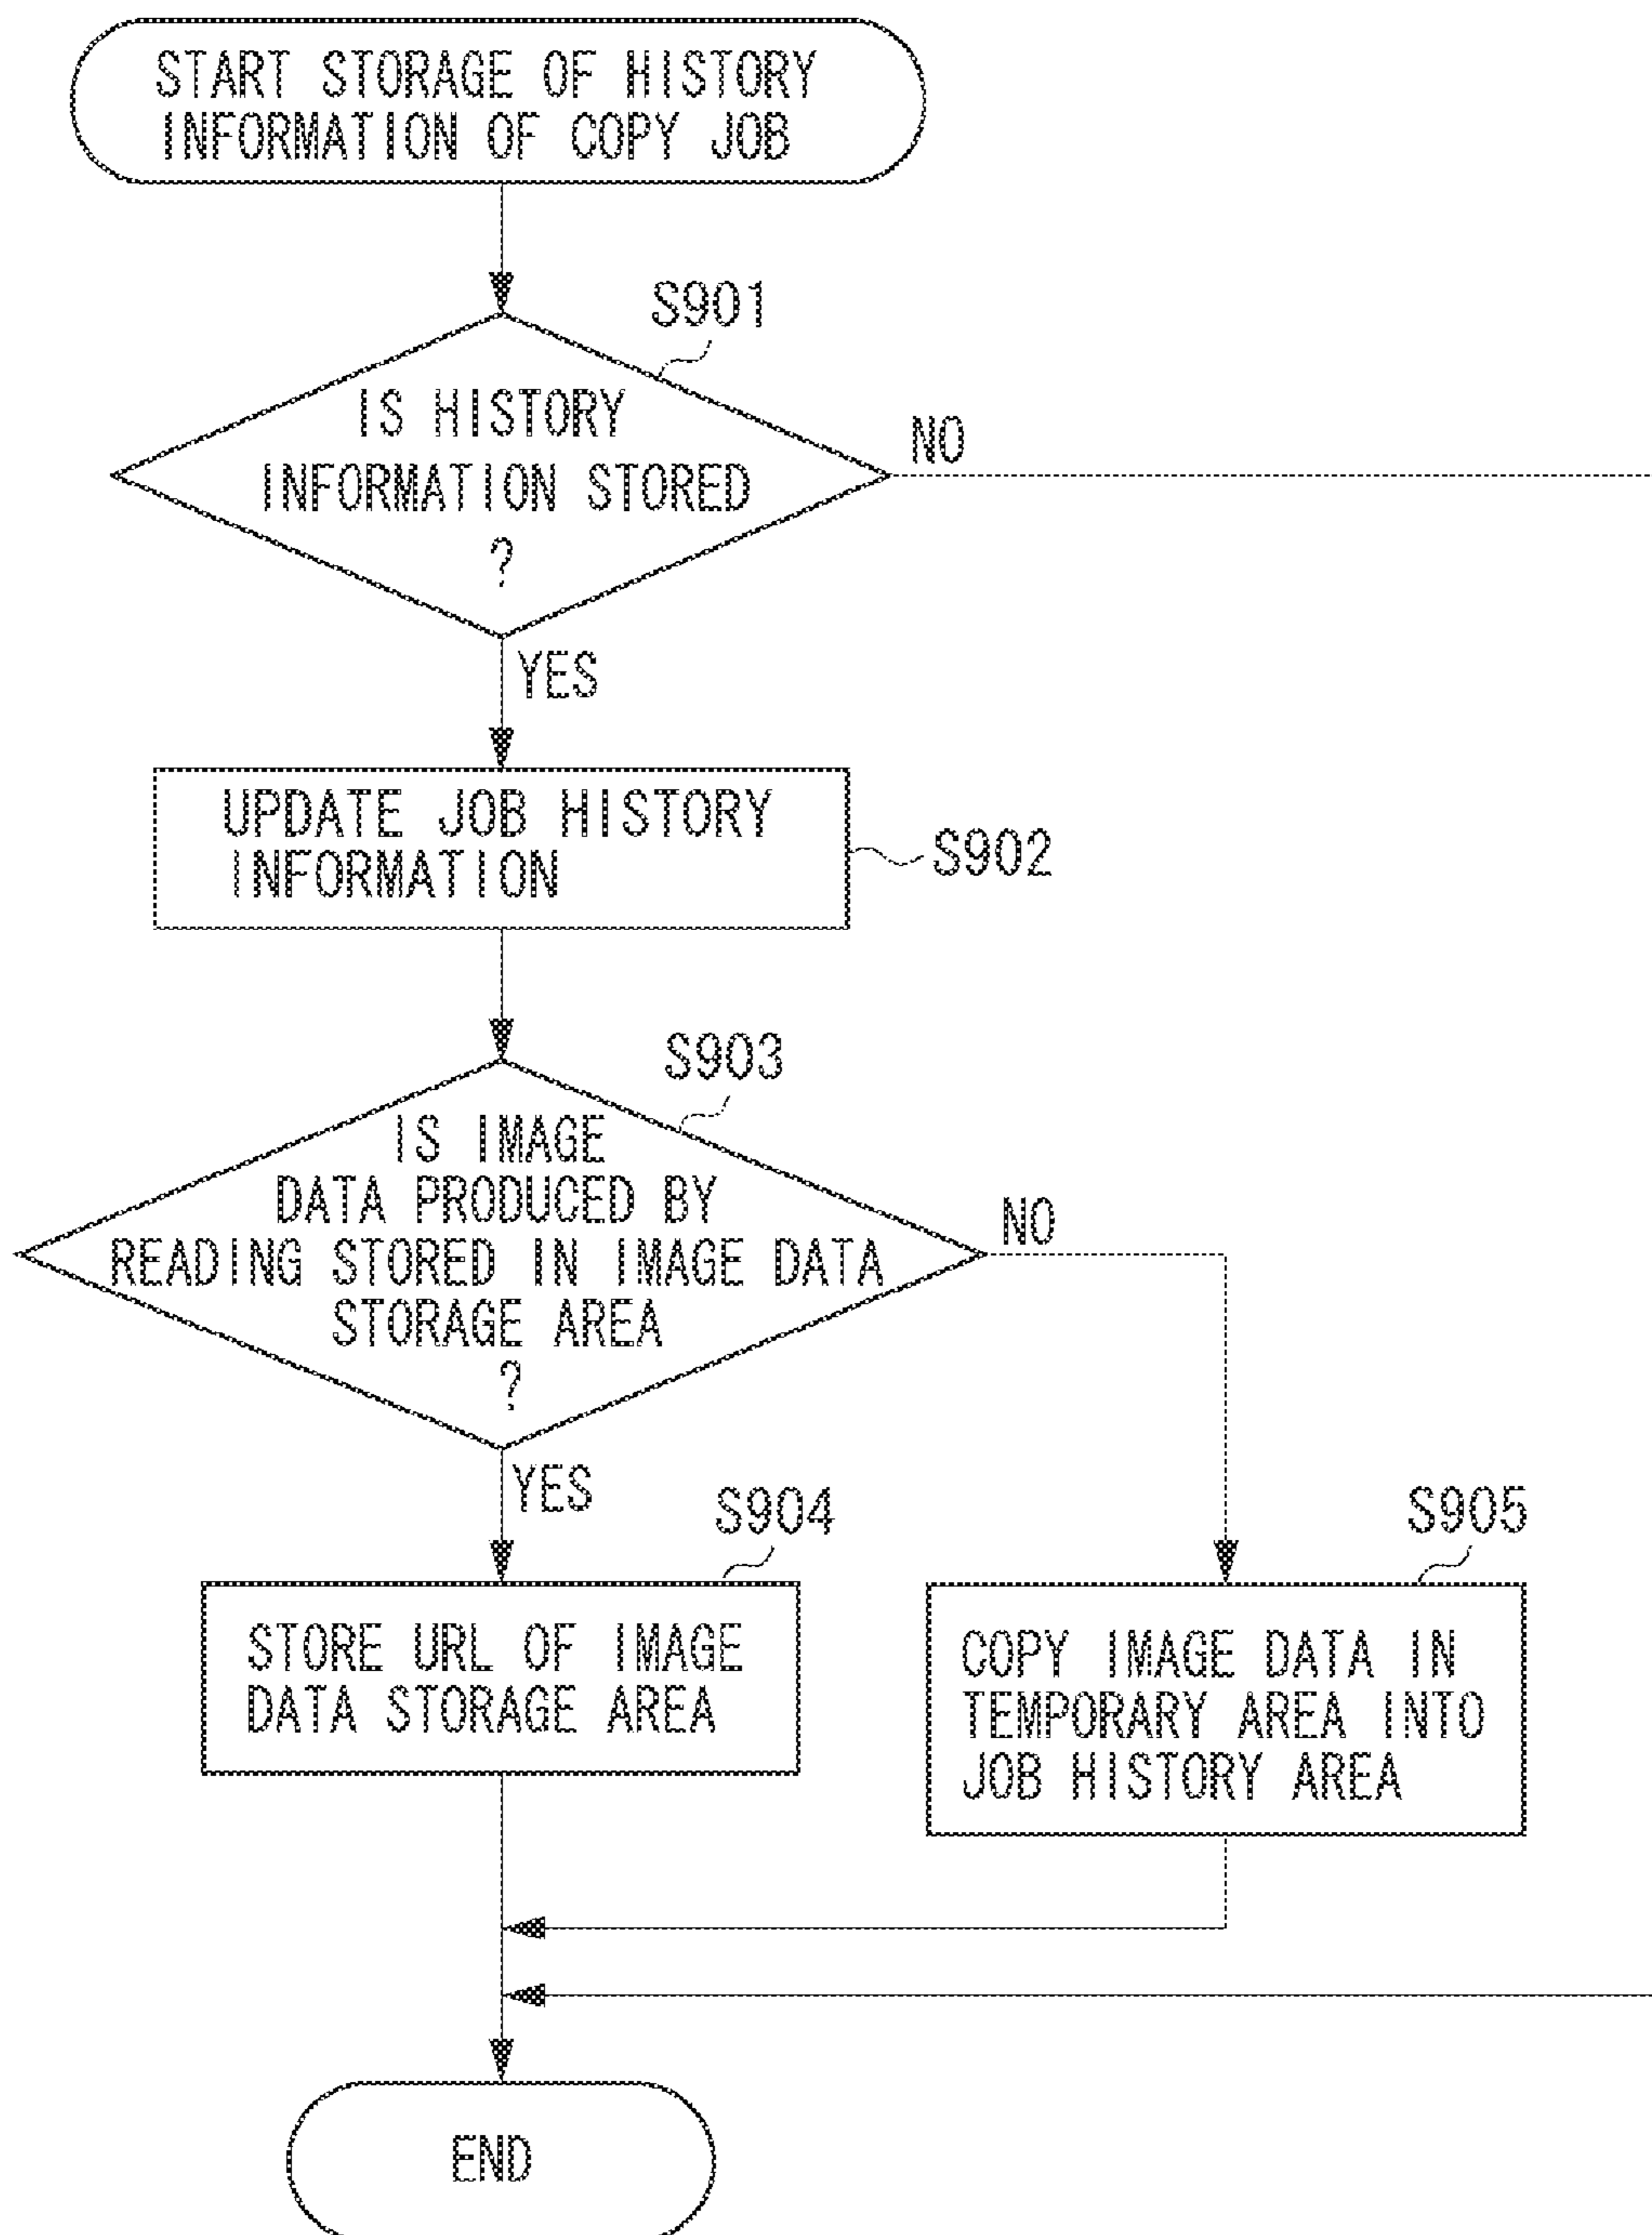 START STORAGE OF HISTORY
INFORMATION OF COPY JOB
S901
IS HISTORY
INFORMATION STORED
?
NO
YES
UPDATE JOB HISTORY
INFORMATION
S902
S903
IS IMAGE
DATA PRODUCED BY
READING STORED IN IMAGE DATA
STORAGE AREA
?
NO
YES
S904
STORE URL OF IMAGE
DATA STORAGE AREA
S905
COPY IMAGE DATA IN
TEMPORARY AREA INTO
JOB HISTORY AREA
END